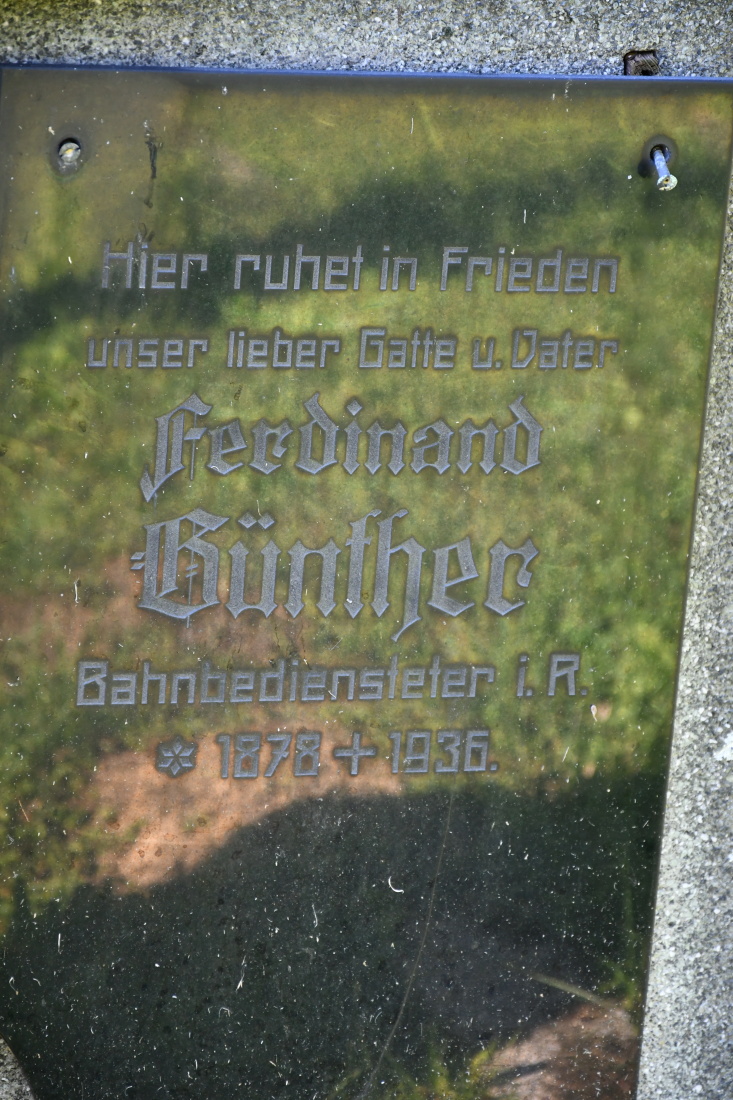 Hier ruhet in Frieden
unser lieber Gatte u. Vater
Ferdinand
Günther
Bahnbediensteter i. R.
* 1878 + 1936.